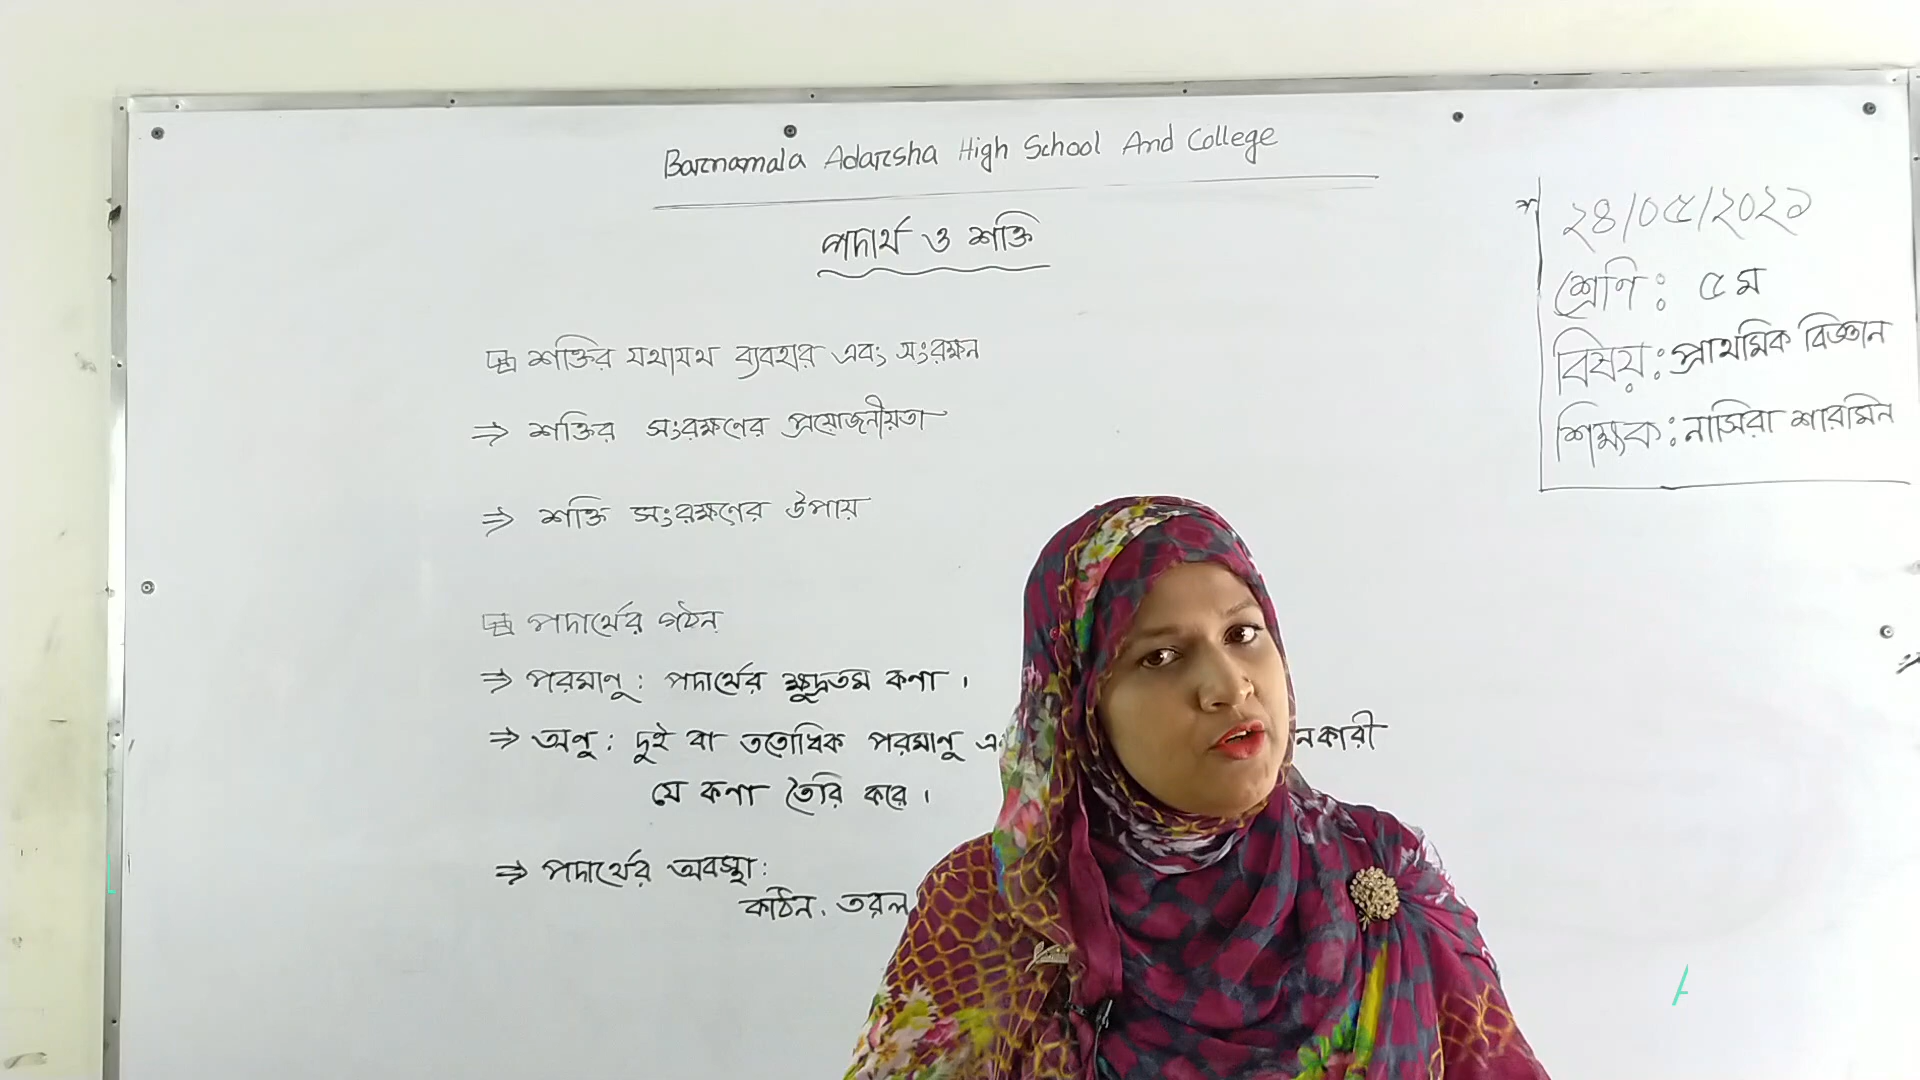 Barnamala Adarsha High School And College
পদার্থ ও শক্তি
২৪/০৫/২০২১
শ্রেণি: ৫ম
বিষয়: প্রাথমিক বিজ্ঞান
শিক্ষক: নাসিরা শারমিন
শক্তির যথাযথ ব্যবহার এবং সংরক্ষন
⇒ শক্তির সংরক্ষণের প্রয়োজনীয়তা
⇒ শক্তি সংরক্ষণের উপায়
পদার্থের গঠন
⇒ পরমাণু: পদার্থের ক্ষুদ্রতম কণা।
⇒ অণু: দুই বা ততোধিক পরমাণু
যে কণা তৈরি করে।
⇒ পদার্থের অবস্থা:
কঠিন, তরল